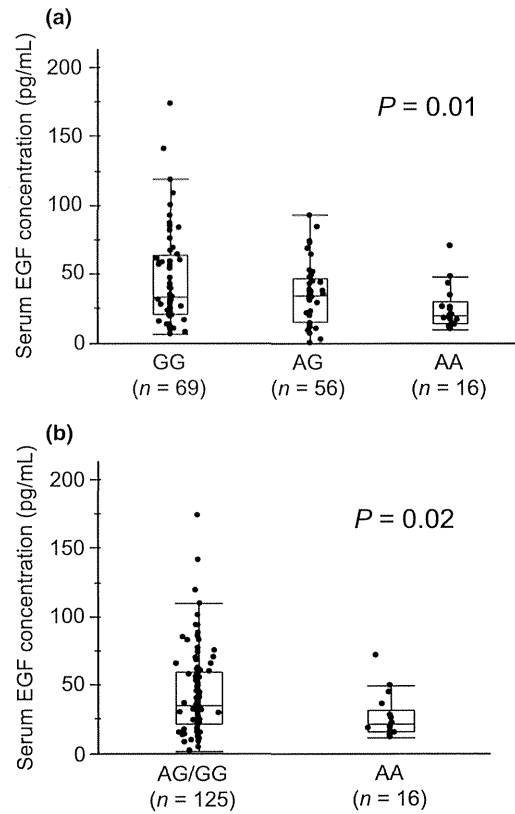 (a)
Serum EGF concentration (pg/mL)
200
150
100
50
0
P = 0.01
GG AG AA
(n = 69) (n = 56) (n = 16)
(b)
Serum EGF concentration (pg/mL)
200
150
100
50
0
P = 0.02
AG/GG AA
(n = 125) (n = 16)